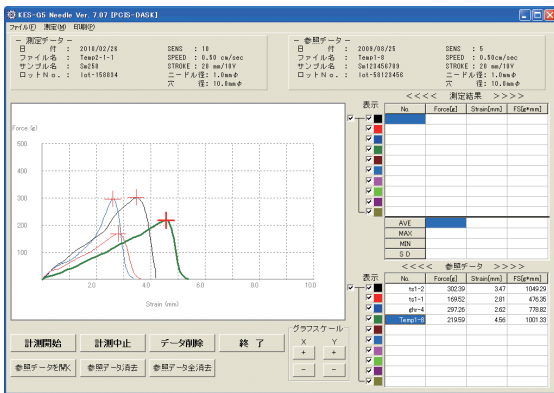 KES-G5 Needle Ver. 7.07 [PCIS-DASK]
ファイル(F) 測定(M) 印刷(P)
- 測定データ -
日 付 : 2010/02/26 SENS : 10
ファイル名 : Temp2-1-1 SPEED : 0.50 cm/sec
サンプル名 : Sm250 STROKE : 20 mm/10V
ロットNo. : lot-158834 ニードル径: 1.0mmΦ
穴 径: 10.0mmΦ
- 参照データ -
日 付 : 2009/08/25 SENS : 5
ファイル名 : Temp1-8 SPEED : 0.50cm/sec
サンプル名 : Sm123456789 STROKE : 20 mm/10V
ロットNo. : lot-58123456 ニードル径: 1.0mmΦ
穴 径: 10.0mmΦ
<<<< 測定結果 >>>>
表示
No. Force[g] Strain[mm] FS[g*mm]
AVE
MAX
MIN
SD
Force (g)
500
400
300
200
100
20 40 60 80 100
Strain (mm)
<<<< 参照データ >>>>
表示
No. Force[g] Strain[mm] FS[g*mm]
ts1-2 302.39 3.47 1049.29
ts1-1 169.52 2.81 476.35
ghr-4 297.26 2.62 778.82
Temp1-8 219.59 4.56 1001.33
計測開始 計測中止 データ削除 終 了
参照データを開く 参照データ消去 参照データ全消去
グラフスケール
X Y
+ +
- -